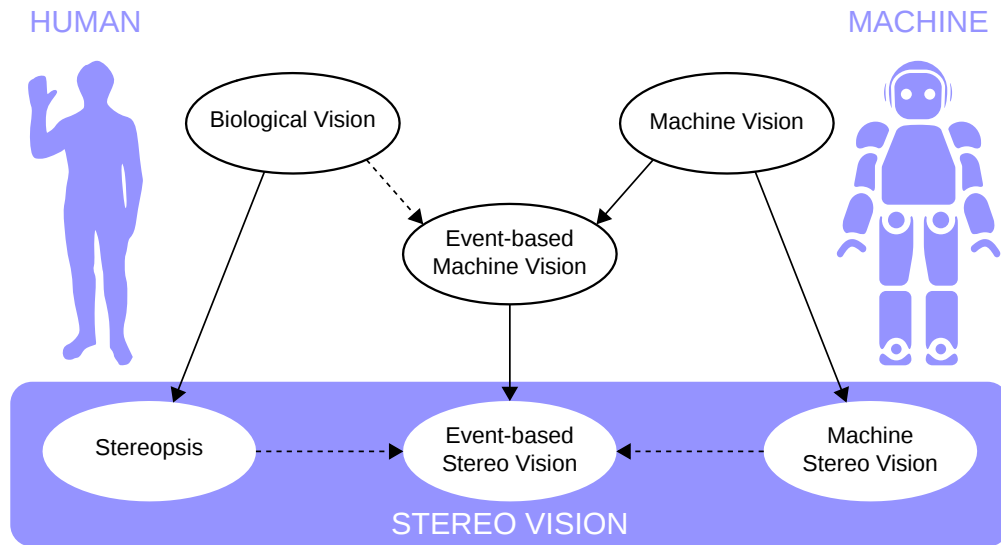 HUMAN
MACHINE
Biological Vision
Machine Vision
Event-based
Machine Vision
Stereopsis
Event-based
Stereo Vision
Machine
Stereo Vision
STEREO VISION